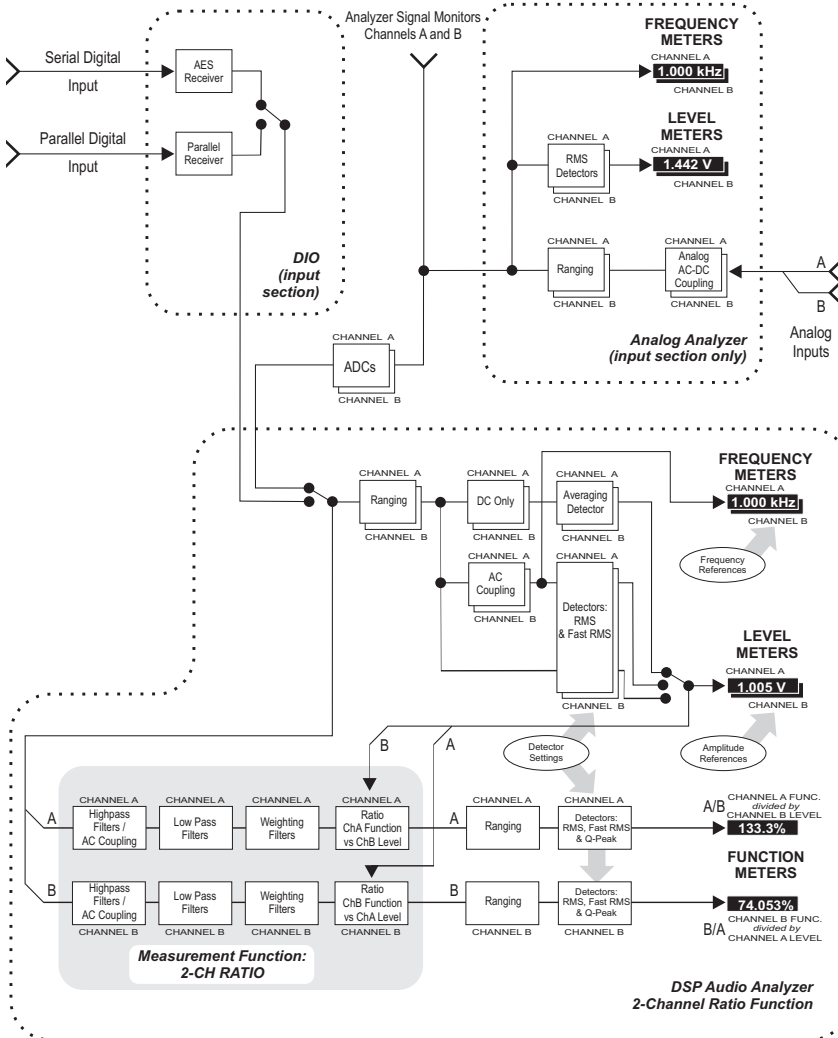 Analyzer Signal Monitors
Channels A and B
Serial Digital
Input
AES
Receiver
Parallel Digital
Input
Parallel
Receiver
DIO
(input
section)
FREQUENCY
METERS
CHANNEL A
1.000 kHz
CHANNEL B
LEVEL
METERS
CHANNEL A
1.442 V
CHANNEL B
CHANNEL A
RMS
Detectors
CHANNEL B
CHANNEL A
Ranging
CHANNEL B
CHANNEL A
Analog
AC-DC
Coupling
CHANNEL B
A
B
Analog
Inputs
Analog Analyzer
(input section only)
CHANNEL A
ADCs
CHANNEL B
CHANNEL A
Ranging
CHANNEL B
CHANNEL A
DC Only
CHANNEL B
CHANNEL A
Averaging
Detector
CHANNEL B
FREQUENCY
METERS
CHANNEL A
1.000 kHz
CHANNEL B
Frequency
References
CHANNEL A
AC
Coupling
CHANNEL B
CHANNEL A
Detectors:
RMS
& Fast RMS
CHANNEL B
LEVEL
METERS
CHANNEL A
1.005 V
CHANNEL B
Detector
Settings
Amplitude
References
B
A
A
CHANNEL A
Highpass
Filters /
AC Coupling
CHANNEL A
Low Pass
Filters
CHANNEL A
Weighting
Filters
CHANNEL A
Ratio
ChA Function
vs ChB Level
A
CHANNEL A
Ranging
CHANNEL A
Detectors:
RMS, Fast RMS
& Q-Peak
A/B
CHANNEL A FUNC.
divided by
CHANNEL B LEVEL
133.3%
FUNCTION
METERS
B
Highpass
Filters /
AC Coupling
CHANNEL B
Low Pass
Filters
CHANNEL B
Weighting
Filters
CHANNEL B
Ratio
ChB Function
vs ChA Level
CHANNEL B
B
Ranging
CHANNEL B
Detectors:
RMS, Fast RMS
& Q-Peak
CHANNEL B
74.053%
B/A
CHANNEL B FUNC.
divided by
CHANNEL A LEVEL
Measurement Function:
2-CH RATIO
DSP Audio Analyzer
2-Channel Ratio Function